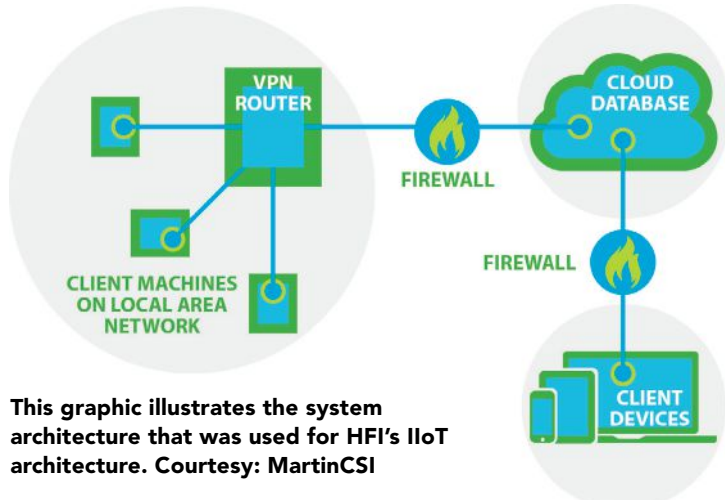 VPN
ROUTER
CLOUD
DATABASE
FIREWALL
FIREWALL
CLIENT MACHINES
ON LOCAL AREA
NETWORK
CLIENT
DEVICES
This graphic illustrates the system
architecture that was used for HFI's IIoT
architecture. Courtesy: MartinCSI